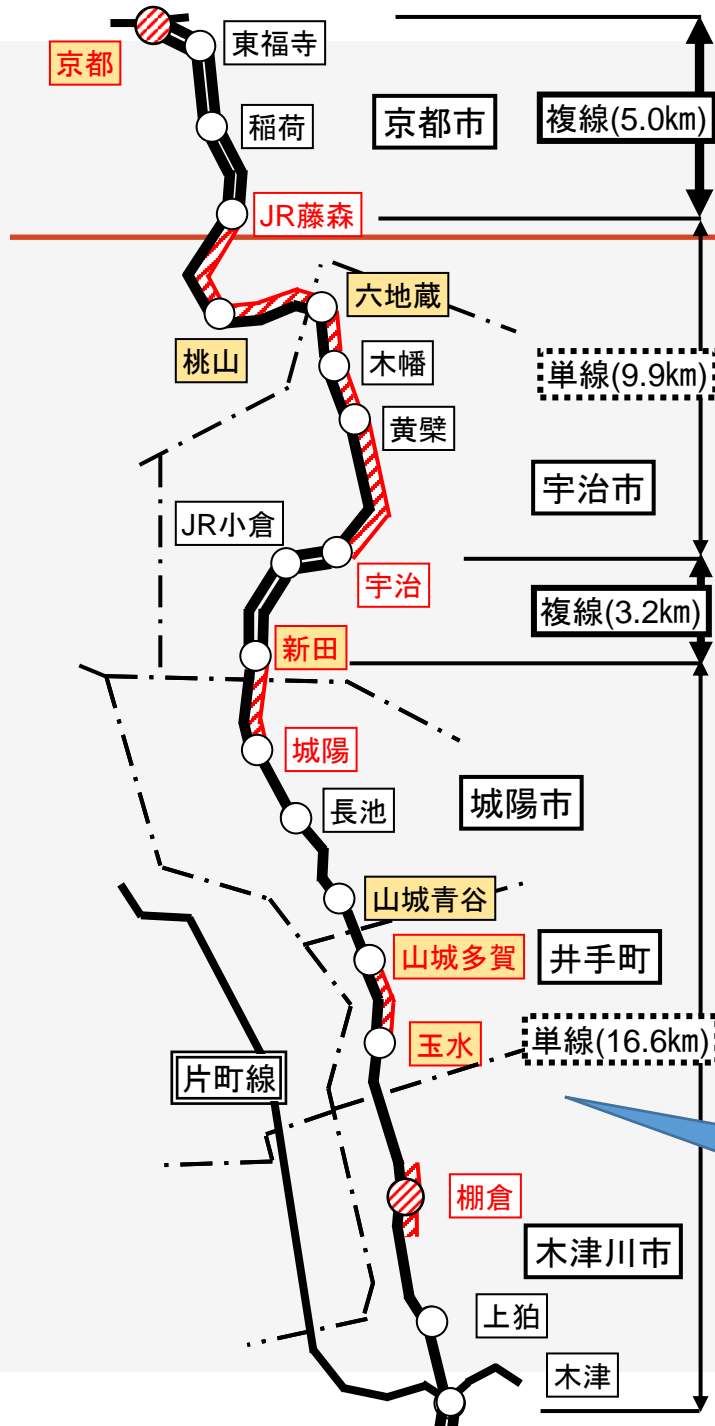 東福寺
京都
京都市
複線(5.0km)
稲荷
JR藤森
六地蔵
桃山
木幡
単線(9.9km)
黄檗
宇治市
JR小倉
宇治
複線(3.2km)
新田
城陽
城陽市
長池
山城青谷
山城多賀
井手町
玉水
単線(16.6km)
片町線
棚倉
木津川市
上狛
木津